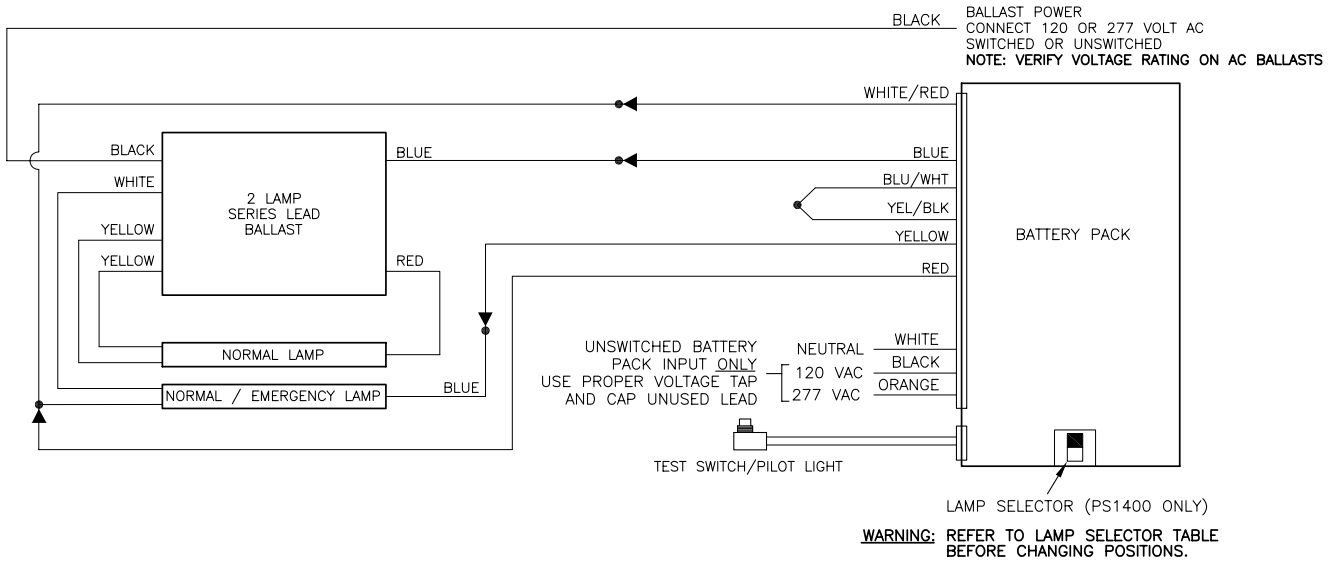 BLACK
BALLAST POWER
CONNECT 120 OR 277 VOLT AC
SWITCHED OR UNSWITCHED
NOTE: VERIFY VOLTAGE RATING ON AC BALLASTS
WHITE/RED
BLACK
BLUE
BLUE
WHITE
BLU/WHT
2 LAMP
SERIES LEAD
BALLAST
YEL/BLK
YELLOW
YELLOW
BATTERY PACK
YELLOW
RED
RED
NORMAL LAMP
NORMAL / EMERGENCY LAMP
BLUE
UNSWITCHED BATTERY
PACK INPUT ONLY
USE PROPER VOLTAGE TAP
AND CAP UNUSED LEAD
NEUTRAL
WHITE
120 VAC
BLACK
277 VAC
ORANGE
TEST SWITCH/PILOT LIGHT
LAMP SELECTOR (PS1400 ONLY)
WARNING: REFER TO LAMP SELECTOR TABLE
BEFORE CHANGING POSITIONS.